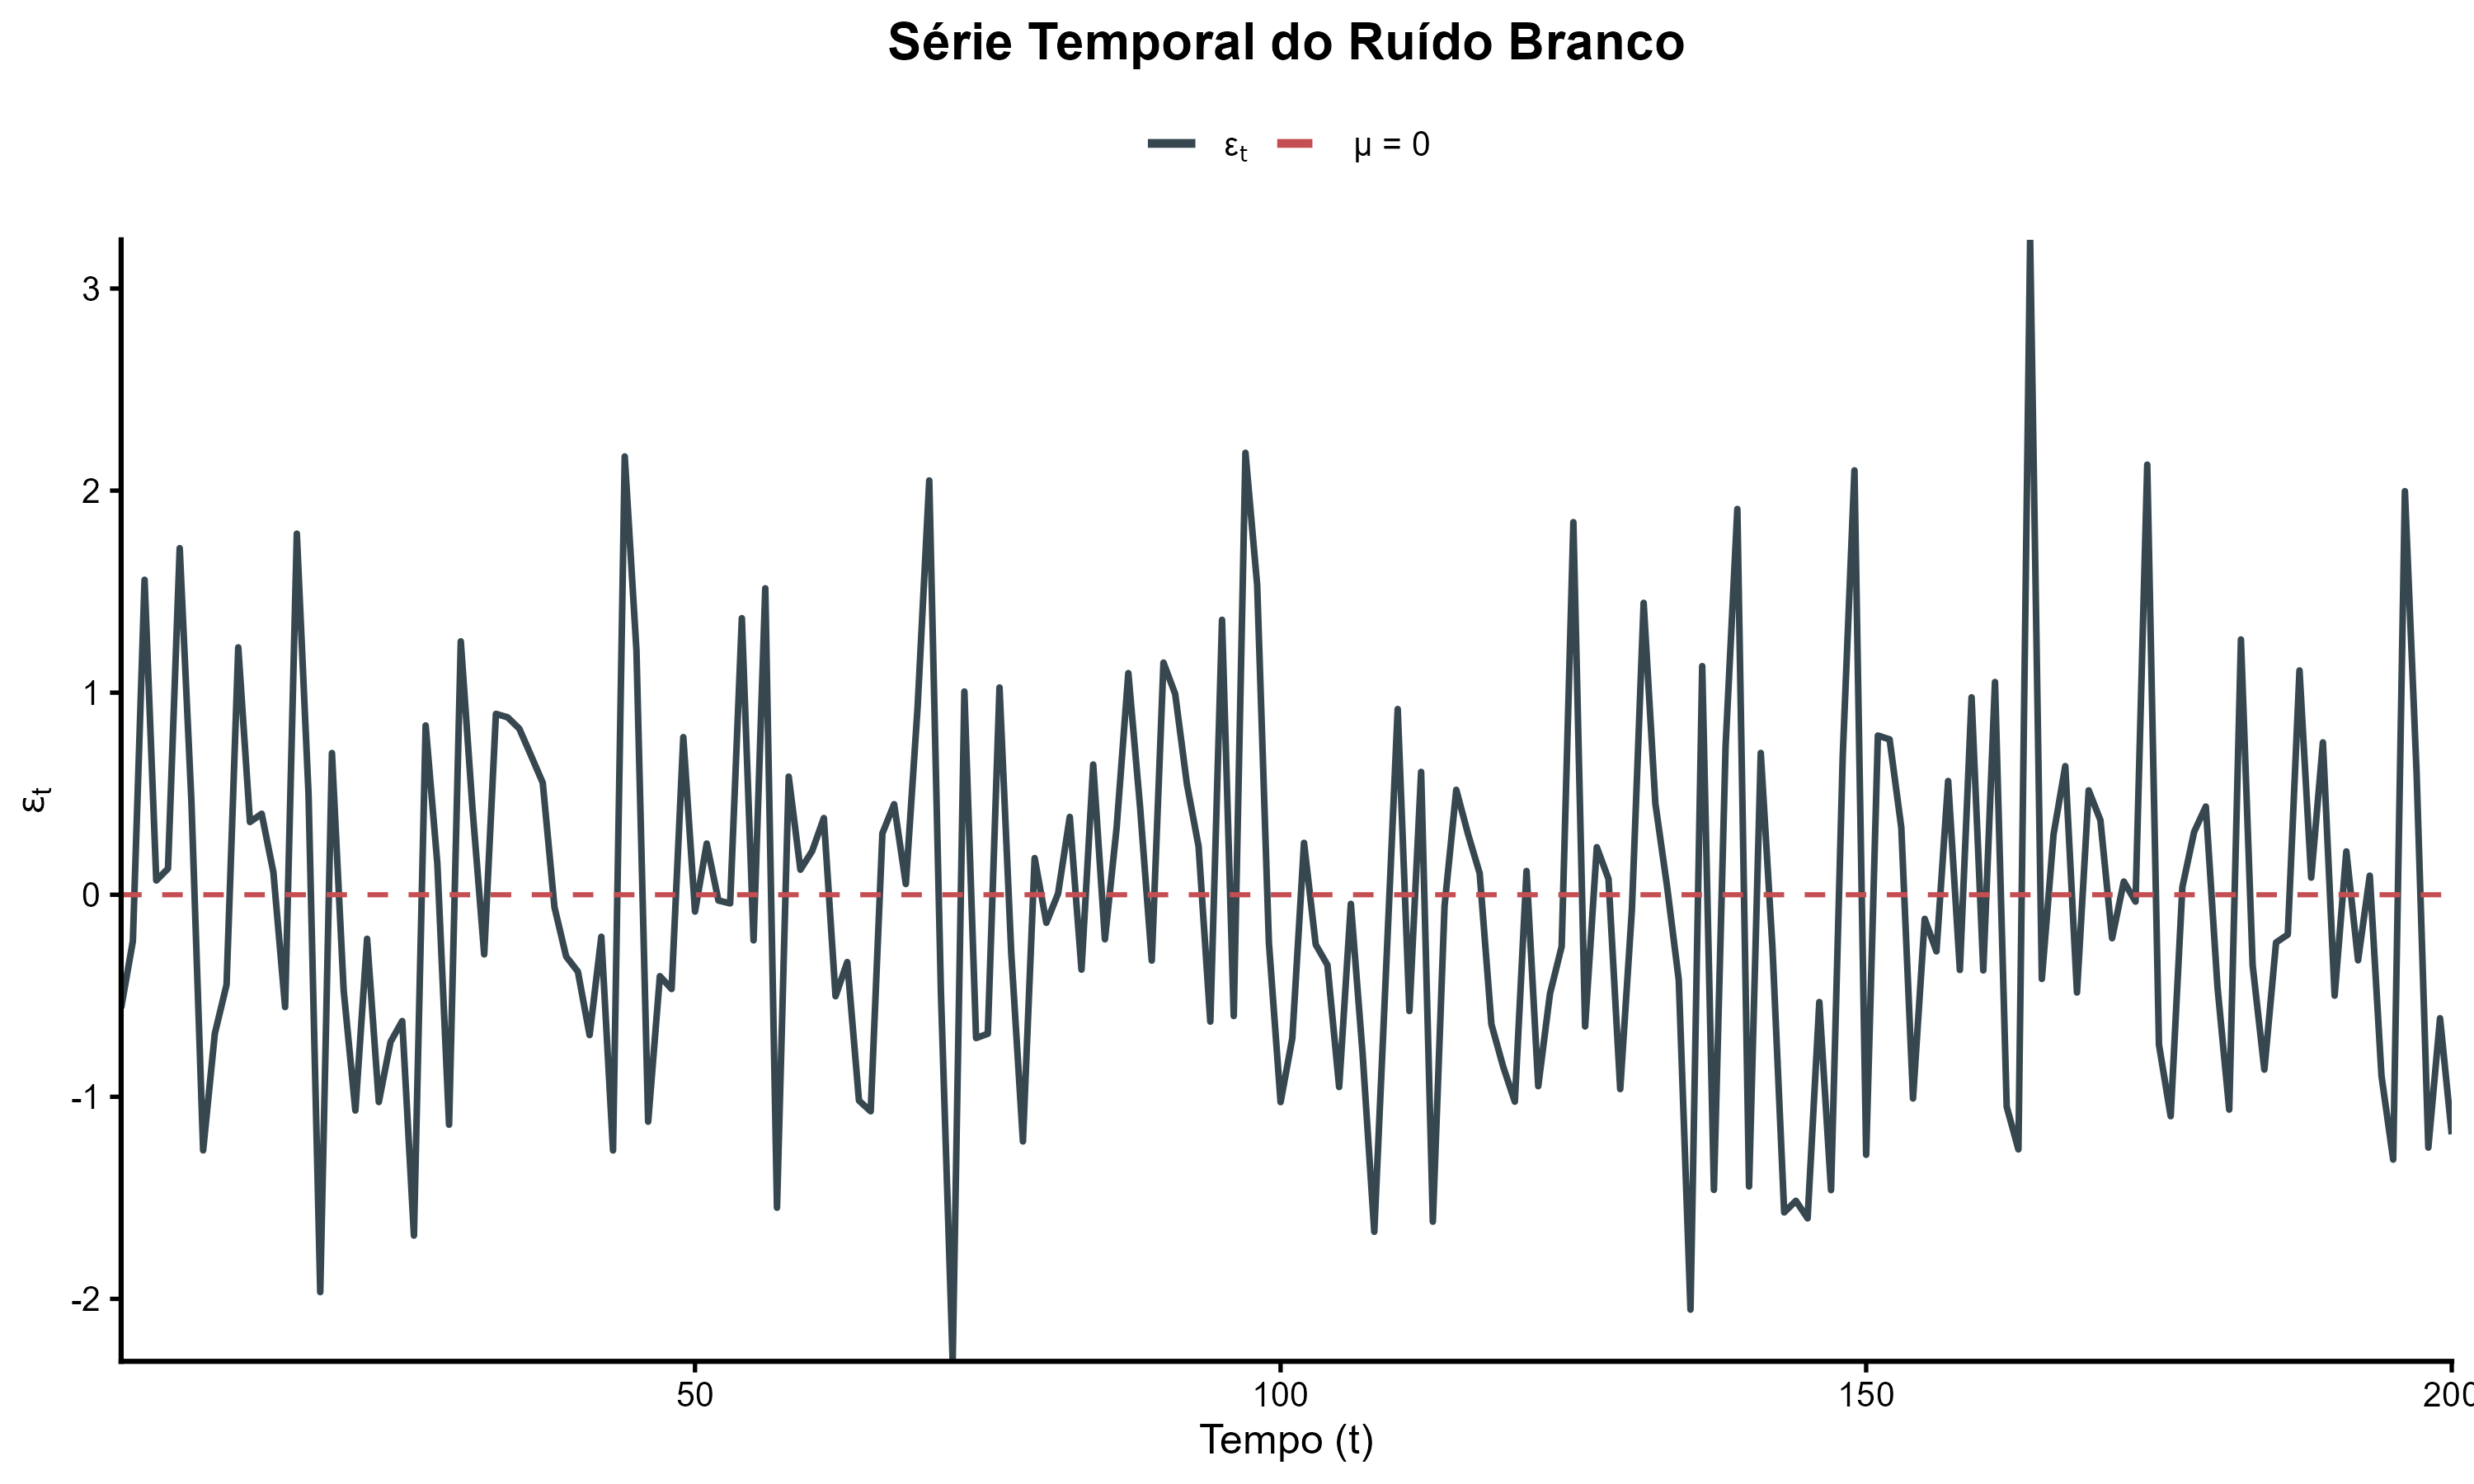 Série Temporal do Ruído Branco
εt μ = 0
3
2
1
0
-1
-2
εt
50 100 150 200
Tempo (t)